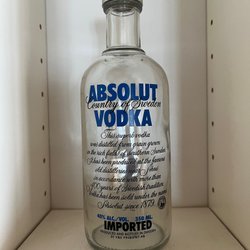 ABSOLUT
Country of Sweden
VODKA
This superb vodka
was distilled from grain grown
in the rich fields of southern Sweden.
It has been produced at the famous
old distilleries near Åhus
in accordance with more than
400 years of Swedish tradition.
Vodka has been sold under the name
Absolut since 1879.
40% ALC./VOL. 350 ML.
IMPORTED